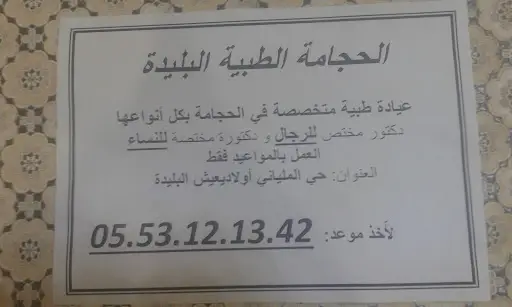 الحجامة الطبية البليدة
عيادة طبية متخصصة في الحجامة بكل أنواعها
دكتور مختص للرجال و دكتورة مختصة للنساء
العمل بالمواعيد فقط
العنوان: حي الملياني أولاديعيش البليدة
لأخذ موعد: 05.53.12.13.42